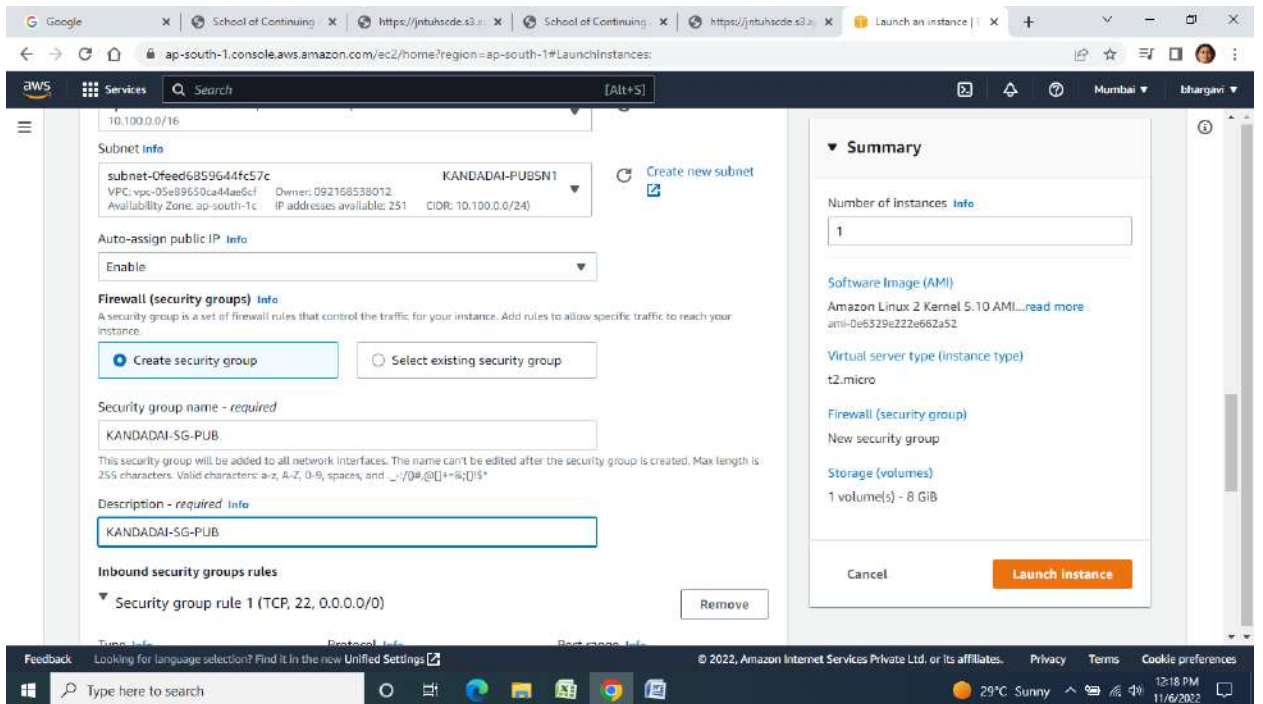 Google
School of Continuing
https://jntuhscde.s3.a
School of Continuing
https://jntuhscde.s3.a
Launch an instance |
ap-south-1.console.aws.amazon.com/ec2/home?region=ap-south-1#LaunchInstances:
aws
Services
Search
[Alt+S]
Mumbai
bhargavi
10.100.0.0/16
Subnet Info
subnet-0feed6859644fc57c KANDADAI-PUBSN1
VPC: vpc-05e89650ca44ae6cf Owner: 092168538012
Availability Zone: ap-south-1c IP addresses available: 251 CIDR: 10.100.0.0/24)
Create new subnet
Auto-assign public IP Info
Enable
Firewall (security groups) Info
A security group is a set of firewall rules that control the traffic for your instance. Add rules to allow specific traffic to reach your
instance.
Create security group
Select existing security group
Security group name - required
KANDADAI-SG-PUB
This security group will be added to all network interfaces. The name can't be edited after the security group is created. Max length is
255 characters. Valid characters: a-z, A-Z, 0-9, spaces, and
Description - required Info
KANDADAI-SG-PUB
Inbound security groups rules
Security group rule 1 (TCP, 22, 0.0.0.0/0)
Remove
Type Info
Protocol Info
Port range Info
Summary
Number of instances Info
1
Software Image (AMI)
Amazon Linux 2 Kernel 5.10 AMI...read more
ami-0e6329e222e662a52
Virtual server type (instance type)
t2.micro
Firewall (security group)
New security group
Storage (volumes)
1 volume(s) - 8 GiB
Cancel
Launch instance
Feedback
Looking for language selection? Find it in the new Unified Settings
© 2022, Amazon Internet Services Private Ltd. or its affiliates.
Privacy
Terms
Cookie preferences
Type here to search
29°C Sunny
12:18 PM
11/6/2022